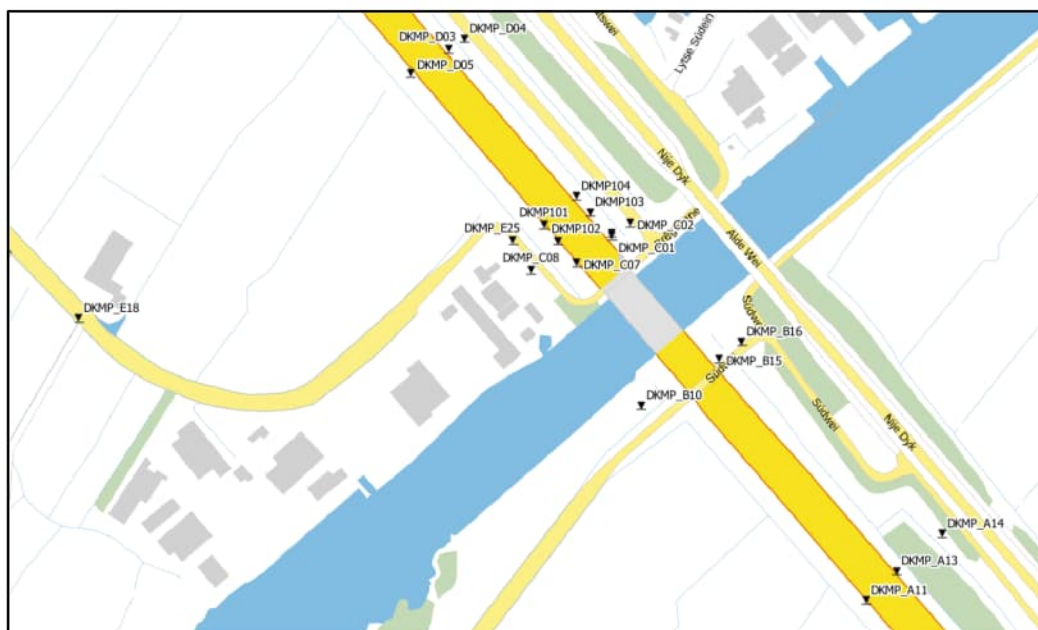 Lytse Súdein
DKMP_D04
DKMP_D03
DKMP_D05
Nije Dyk
DKMP104
DKMP103
DKMP101
DKMP_C02
DKMP102
DKMP_E25
DKMP_C01
Alde Wei
DKMP_C07
DKMP_C08
DKMP_E18
Súdwei
DKMP_B16
DKMP_B15
DKMP_B10
Súdwei
Nije Dyk
DKMP_A14
DKMP_A13
DKMP_A11